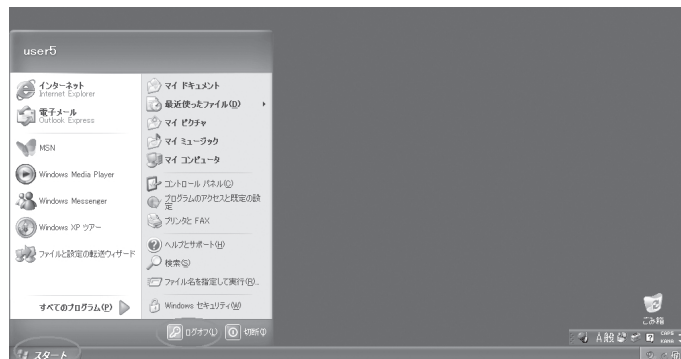 user5
インターネット
Internet Explorer
電子メール
Outlook Express
MSN
Windows Media Player
Windows Messenger
Windows XP ツアー
ファイルと設定の転送ウィザード
すべてのプログラム(P)
マイ ドキュメント
最近使ったファイル(D)
マイ ピクチャ
マイ ミュージック
マイ コンピュータ
コントロール パネル(C)
プログラムのアクセスと既定の設
定
プリンタと FAX
ヘルプとサポート(H)
検索(S)
ファイル名を指定して実行(R)...
Windows セキュリティ(W)
ログオフ(L)
切断(I)
スタート
ごみ箱
A 般
CAPS
KANA